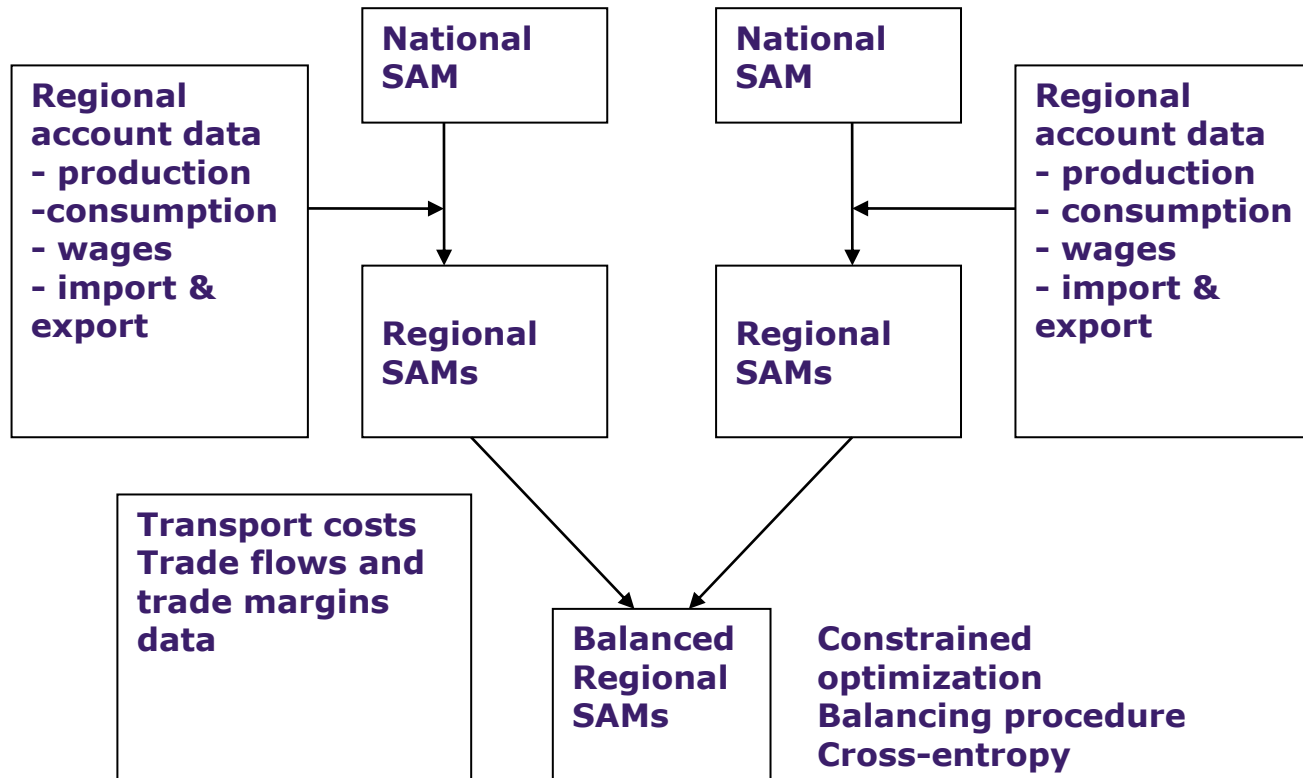 National
SAM
National
SAM
Regional
account data
- production
-consumption
- wages
- import &
export
Regional
account data
- production
- consumption
- wages
- import &
export
Regional
SAMs
Regional
SAMs
Transport costs
Trade flows and
trade margins
data
Balanced
Regional
SAMs
Constrained
optimization
Balancing procedure
Cross-entropy